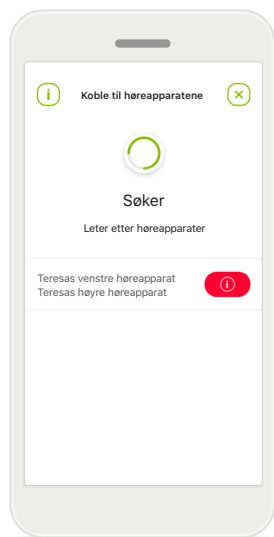 Koble til høreapparatene
Søker
Leter etter høreapparater
Teresas venstre høreapparat
Teresas høyre høreapparat